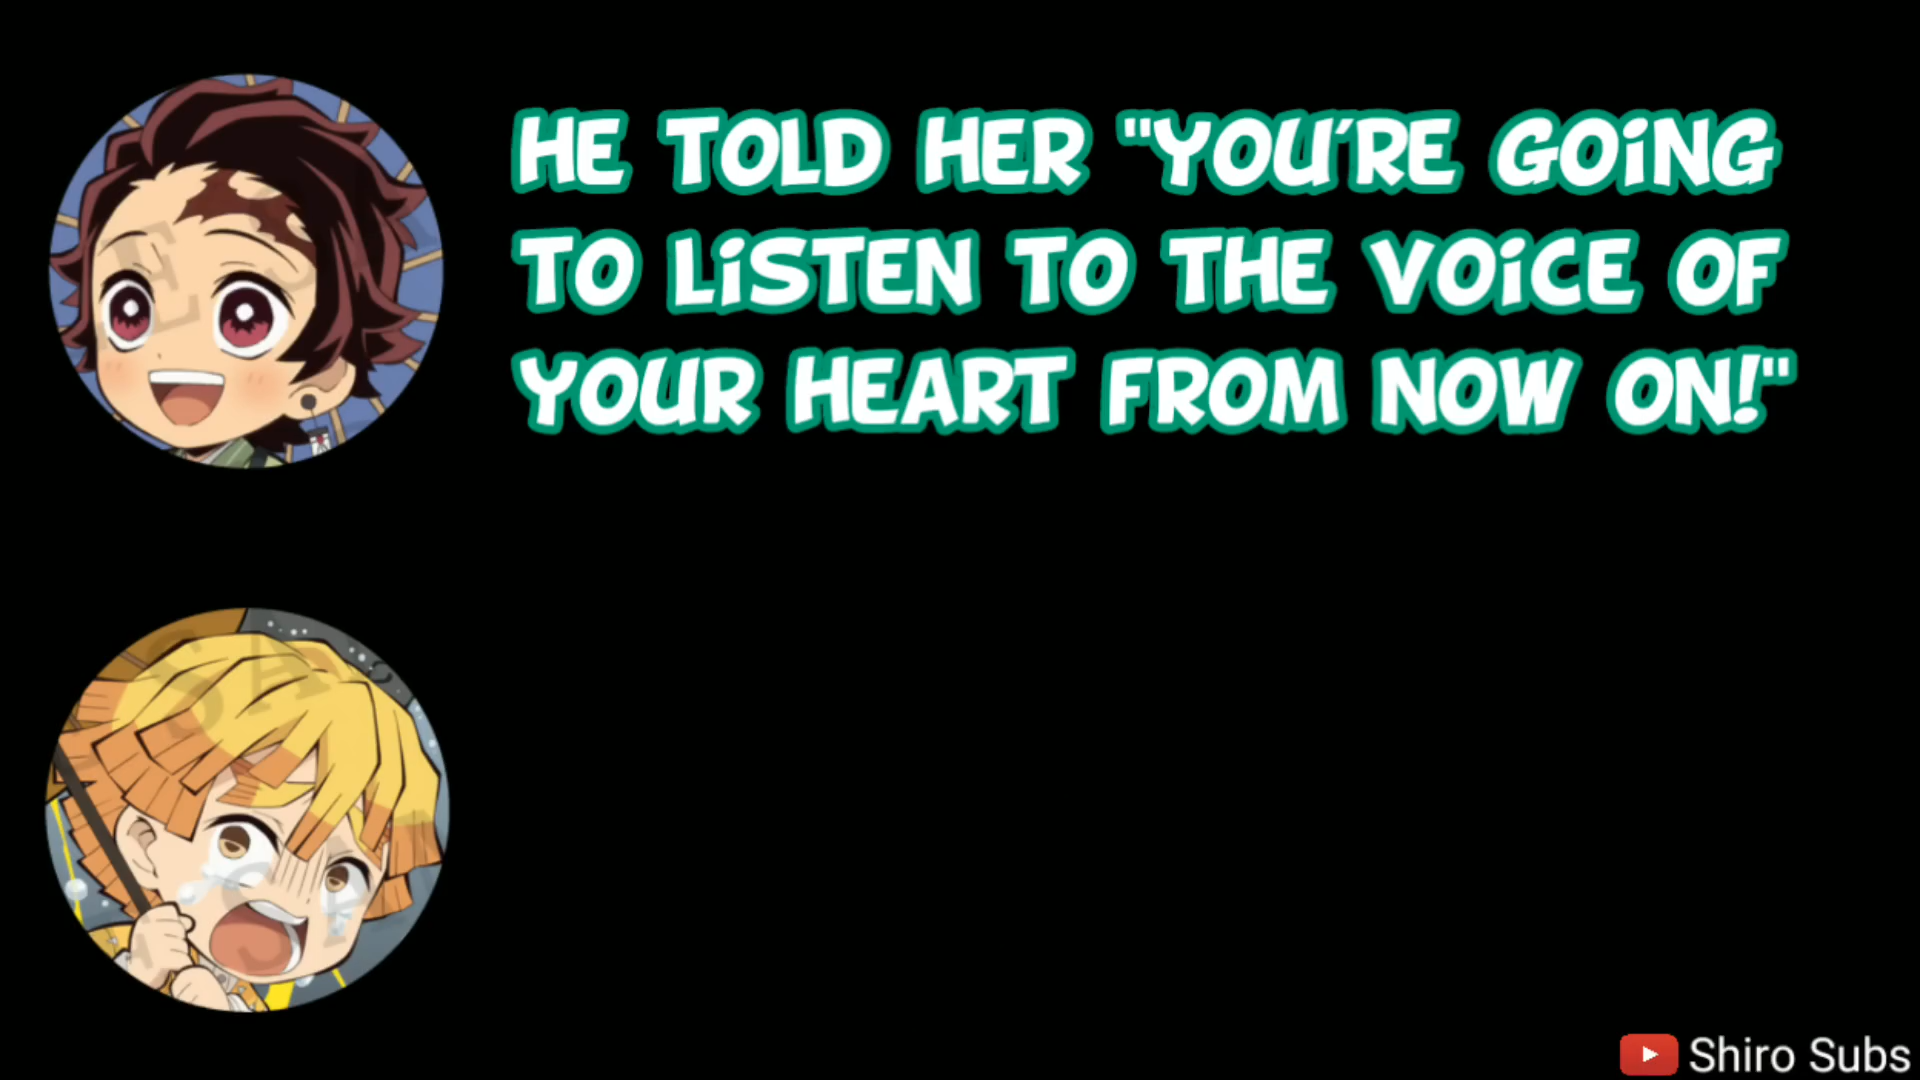 HE TOLD HER "YOU'RE GOING
TO LISTEN TO THE VOICE OF
YOUR HEART FROM NOW ON!"
Shiro Subs